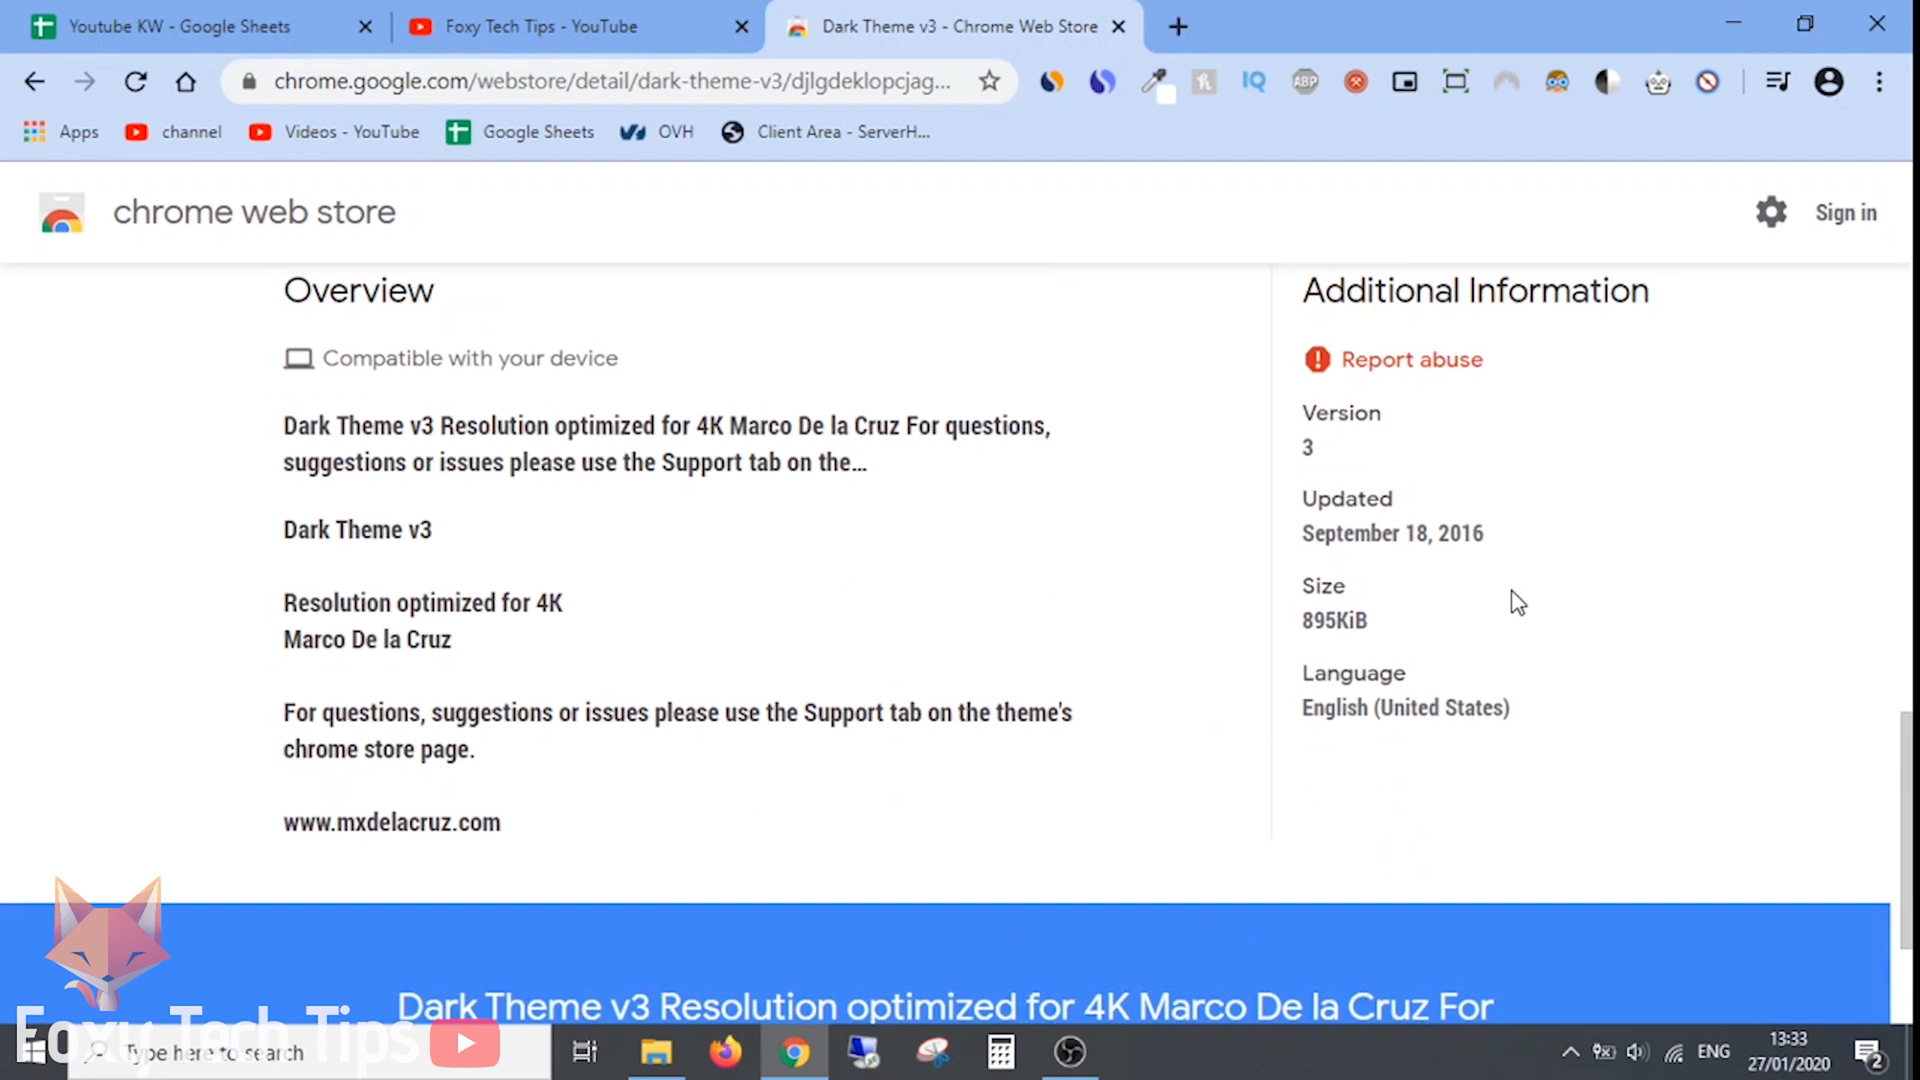 Youtube KW - Google Sheets
Foxy Tech Tips - YouTube
Dark Theme v3 - Chrome Web Store
chrome.google.com/webstore/detail/dark-theme-v3/djlgdeklopcjag...
IQ
ABP
Apps
channel
Videos - YouTube
Google Sheets
OVH
Client Area - ServerH...
chrome web store
Sign in
Overview
Compatible with your device
Dark Theme v3 Resolution optimized for 4K Marco De la Cruz For questions,
suggestions or issues please use the Support tab on the...
Dark Theme v3
Resolution optimized for 4K
Marco De la Cruz
For questions, suggestions or issues please use the Support tab on the theme's
chrome store page.
www.mxdelacruz.com
Additional Information
Report abuse
Version
3
Updated
September 18, 2016
Size
895KiB
Language
English (United States)
Dark Theme v3 Resolution optimized for 4K Marco De la Cruz For
Foxy Tech Tips
Type here to search
ENG
13:33
27/01/2020
2